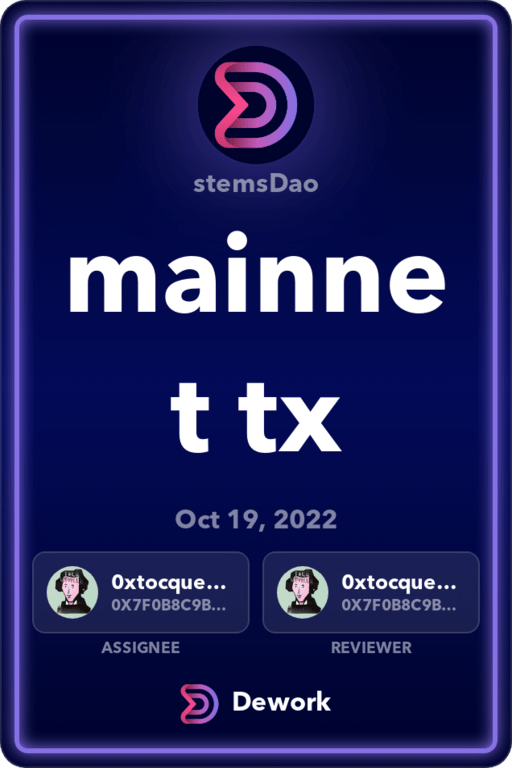 stemsDao
mainne
t tx
Oct 19, 2022
0xtocque... 0xtocque...
0X7F0B8C9B... 0X7F0B8C9B...
ASSIGNEE REVIEWER
Dework